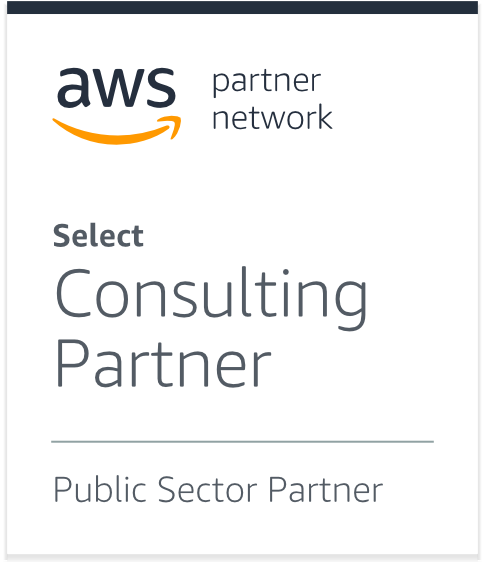 aws partner
network
Select
Consulting
Partner
Public Sector Partner